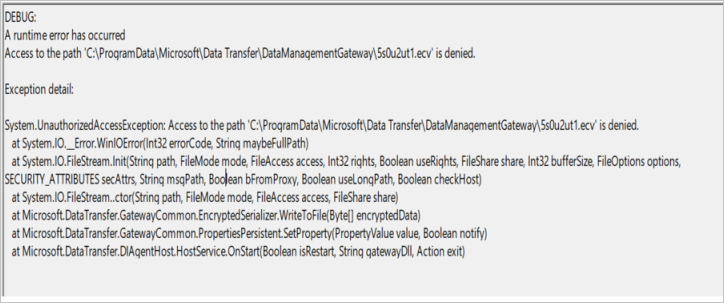 DEBUG:
A runtime error has occurred
Access to the path 'C:\ProgramData\Microsoft\Data Transfer\DataManagementGateway\5s0u2ut1.ecv' is denied.
Exception detail:
System.UnauthorizedAccessException: Access to the path 'C:\ProgramData\Microsoft\Data Transfer\DataManagementGateway\5s0u2ut1.ecv' is denied.
at System.IO.__Error.WinIOError(Int32 errorCode, String maybeFullPath)
at System.IO.FileStream.Init(String path, FileMode mode, FileAccess access, Int32 rights, Boolean useRights, FileShare share, Int32 bufferSize, FileOptions options,
SECURITY_ATTRIBUTES secAttrs, String msgPath, Boolean bFromProxy, Boolean useLongPath, Boolean checkHost)
at System.IO.FileStream..ctor(String path, FileMode mode, FileAccess access, FileShare share)
at Microsoft.DataTransfer.GatewayCommon.EncryptedSerializer.WriteToFile(Byte[] encryptedData)
at Microsoft.DataTransfer.GatewayCommon.PropertiesPersistent.SetProperty(PropertyValue value, Boolean notify)
at Microsoft.DataTransfer.DIAgentHost.HostService.OnStart(Boolean isRestart, String gatewayDll, Action exit)